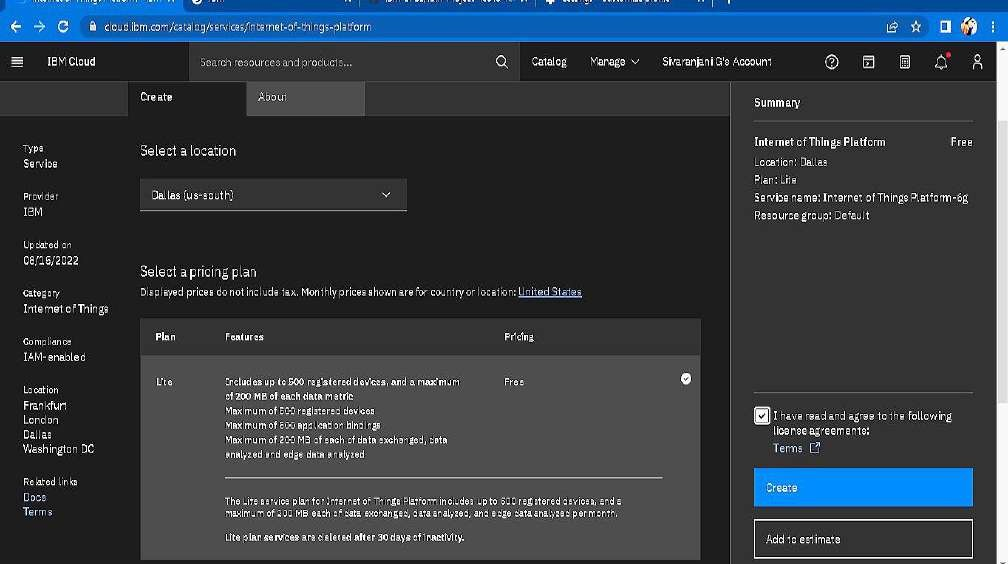 cloud.ibm.com/catalog/services/internet-of-things-platform
IBM Cloud
Search resources and products...
Catalog
Manage
Sivaranjani G's Account
Create
About
Type
Service
Provider
IBM
Updated on
08/16/2022
Category
Internet of Things
Compliance
IAM-enabled
Location
Frankfurt
London
Dallas
Washington DC
Related links
Docs
Terms
Select a location
Dallas (us-south)
Select a pricing plan
Displayed prices do not include tax. Monthly prices shown are for country or location: United States
Plan
Features
Pricing
Lite
Includes up to 500 registered devices, and a maximum
of 200 MB of each data metric
Maximum of 500 registered devices
Maximum of 500 application bindings
Maximum of 200 MB of each of data exchanged, data
analyzed and edge data analyzed
Free
The Lite service plan for Internet of Things Platform includes up to 500 registered devices, and a
maximum of 200 MB each of data exchanged, data analyzed, and edge data analyzed per month.
Lite plan services are deleted after 30 days of inactivity.
Summary
Internet of Things Platform Free
Location: Dallas
Plan: Lite
Service name: Internet of Things Platform-6g
Resource group: Default
I have read and agree to the following
license agreements:
Terms
Create
Add to estimate